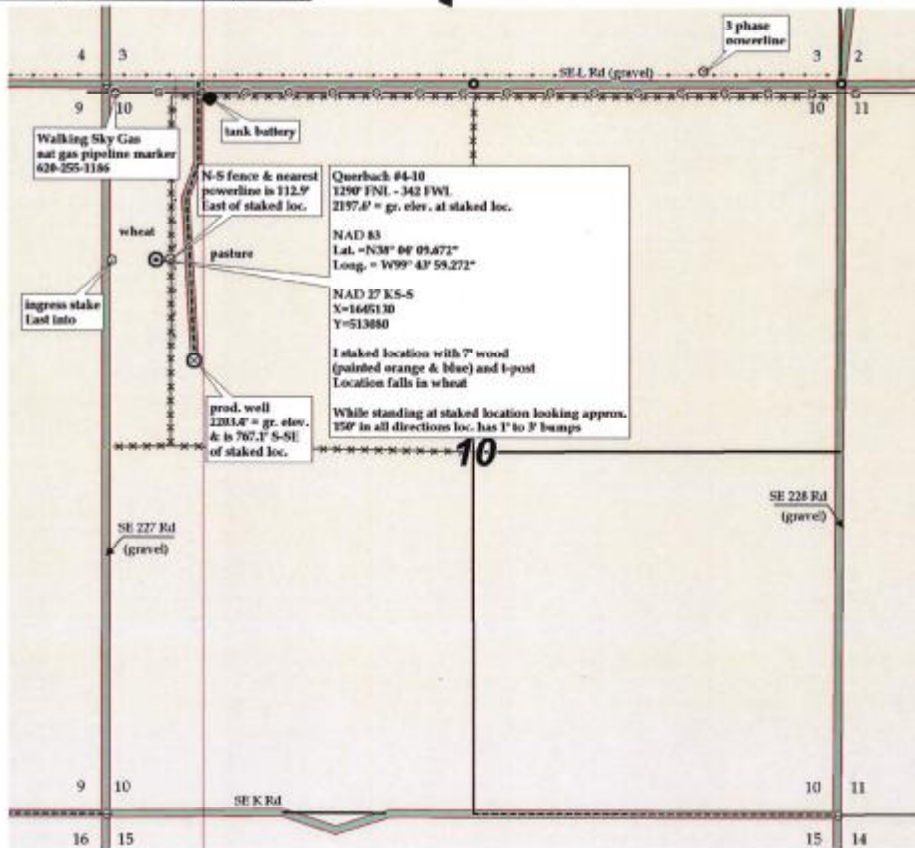 4 3
3 2
3 phase
powerline
SE-L Rd (gravel)
9 10
10 11
Walking Sky Gas
nat gas pipeline marker
620-255-1186
tank battery
N-S fence & nearest
powerline is 112.9'
East of staked loc.
Querbach #4-10
1290' FNL - 342 FWL
2197.6' = gr. elev. at staked loc.
NAD 83
Lat. =N38° 06' 09.672"
Long. = W99° 43' 59.272"
NAD 27 KS-S
X=1645130
Y=513080
I staked location with 7' wood
(painted orange & blue) and t-post
Location falls in wheat
While standing at staked location looking approx.
150' in all directions loc. has 1' to 3' bumps
wheat
pasture
ingress stake
East into
prod. well
2203.4' = gr. elev.
& is 767.1' S-SE
of staked loc.
10
SE 227 Rd
(gravel)
SE 228 Rd
(gravel)
9 10
10 11
SE K Rd
16 15
15 14